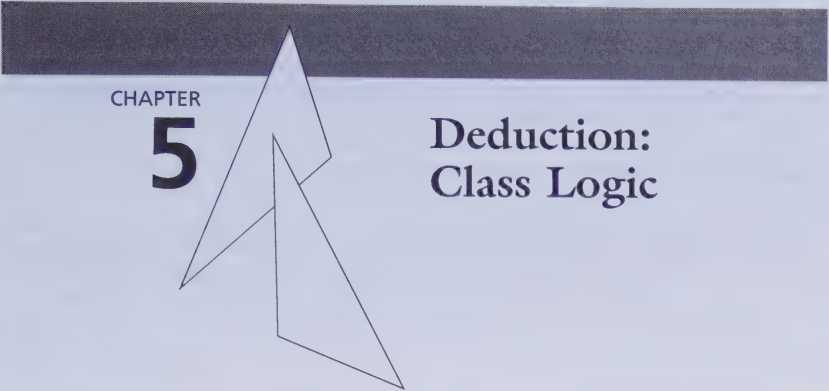 CHAPTER
5
Deduction:
Class Logic